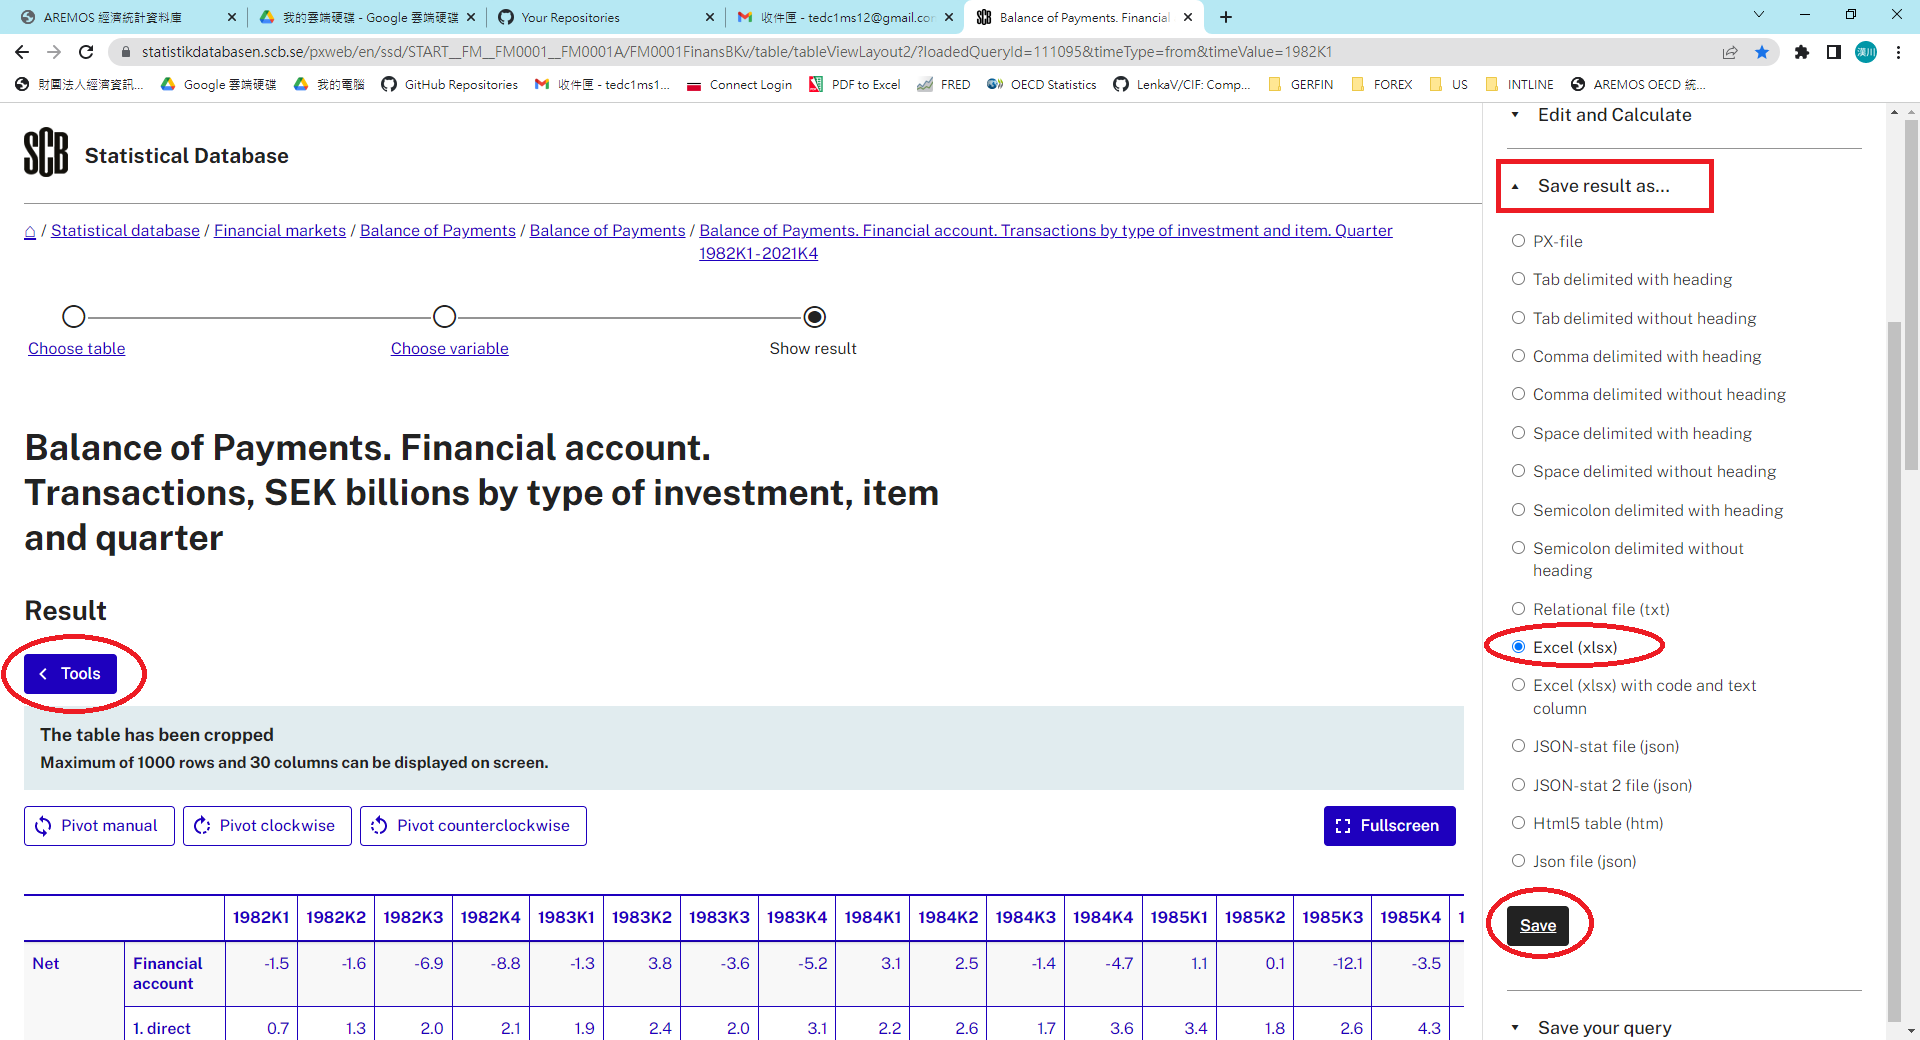 AREMOS 經濟統計資料庫
我的雲端硬碟 - Google 雲端硬碟
Your Repositories
收件匣 - tedc1ms12@gmail.com
Balance of Payments. Financial
statistikdatabasen.scb.se/pxweb/en/ssd/START__FM__FM0001__FM0001A/FM0001FinansBKv/table/tableViewLayout2/?loadedQueryId=111095&timeType=from&timeValue=1982K1
漢川
財團法人經濟資訊...
Google 雲端硬碟
我的電腦
GitHub Repositories
收件匣 - tedc1ms1...
Connect Login
PDF to Excel
FRED
OECD Statistics
LenkaV/CIF: Comp...
GERFIN
FOREX
US
INTLINE
AREMOS OECD 統...
SCB
Statistical Database
/ Statistical database / Financial markets / Balance of Payments / Balance of Payments / Balance of Payments. Financial account. Transactions by type of investment and item. Quarter
1982K1-2021K4
Choose table
Choose variable
Show result
Balance of Payments. Financial account.
Transactions, SEK billions by type of investment, item
and quarter
Result
Tools
The table has been cropped
Maximum of 1000 rows and 30 columns can be displayed on screen.
Pivot manual
Pivot clockwise
Pivot counterclockwise
Fullscreen
1982K1 1982K2 1982K3 1982K4 1983K1 1983K2 1983K3 1983K4 1984K1 1984K2 1984K3 1984K4 1985K1 1985K2 1985K3 1985K4 1
Net Financial account -1.5 -1.6 -6.9 -8.8 -1.3 3.8 -3.6 -5.2 3.1 2.5 -1.4 -4.7 1.1 0.1 -12.1 -3.5
1. direct 0.7 1.3 2.0 2.1 1.9 2.4 2.0 3.1 2.2 2.6 1.7 3.6 3.4 1.8 2.6 4.3
Edit and Calculate
Save result as...
PX-file
Tab delimited with heading
Tab delimited without heading
Comma delimited with heading
Comma delimited without heading
Space delimited with heading
Space delimited without heading
Semicolon delimited with heading
Semicolon delimited without
heading
Relational file (txt)
Excel (xlsx)
Excel (xlsx) with code and text
column
JSON-stat file (json)
JSON-stat 2 file (json)
Html5 table (htm)
Json file (json)
Save
Save your query